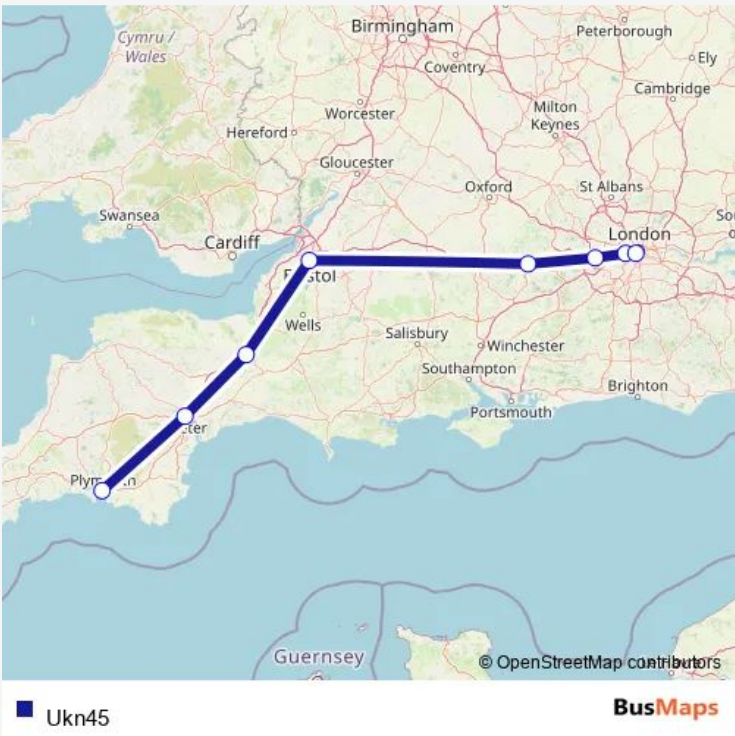 Birmingham
Peterborough
Cymru /
Wales
Ely
Coventry
Cambridge
Worcester
Milton
Keynes
Hereford
Gloucester
Oxford
St Albans
Swansea
London
Cardiff
Wells
Salisbury
Winchester
Southampton
Brighton
Portsmouth
Guernsey
© OpenStreetMap contributors
Ukn45
BusMaps